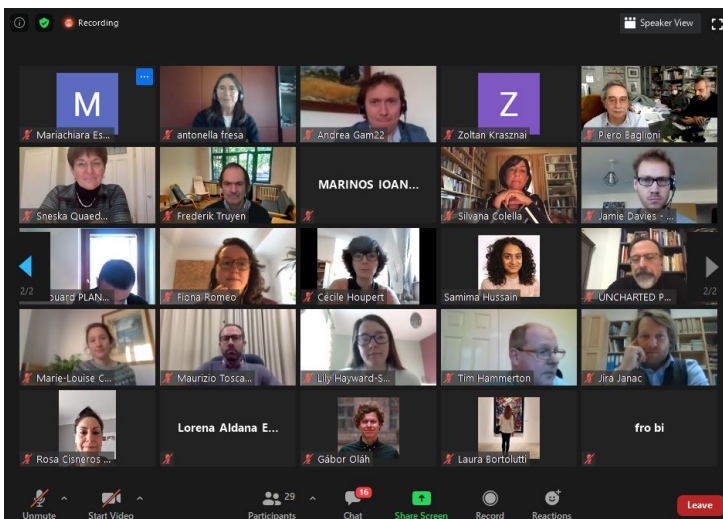 Recording
Speaker View
M
Mariachiara Es...
antonella fresa
Andrea Gam22
Z
Zoltan Krasznai
Piero Baglioni
Sneska Quaed...
Frederik Truyen
MARINOS IOAN...
Silvana Colella
Jamie Davies - ...
2/2
ouard PLAN...
Fiona Romeo
Cécile Houpert
Samima Hussain
UNCHARTED P...
2/2
Marie-Louise C...
Maurizio Tosca...
Lily Hayward-S...
Tim Hammerton
Jira Janac
Rosa Cisneros ...
Lorena Aldana E...
Gábor Oláh
Laura Bortolutti
fro bi
Unmute
Start Video
29
Participants
16
Chat
Share Screen
Record
Reactions
Leave